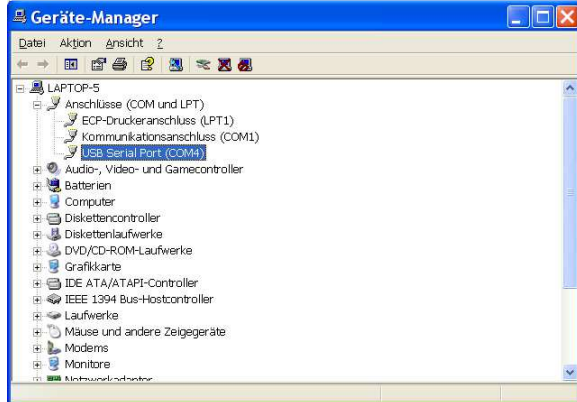 Geräte-Manager
Datei Aktion Ansicht ?
LAPTOP-5
Anschlüsse (COM und LPT)
ECP-Druckeranschluss (LPT1)
Kommunikationsanschluss (COM1)
USB Serial Port (COM4)
Audio-, Video- und Gamecontroller
Batterien
Computer
Diskettencontroller
Diskettenlaufwerke
DVD/CD-ROM-Laufwerke
Grafikkarte
IDE ATA/ATAPI-Controller
IEEE 1394 Bus-Hostcontroller
Laufwerke
Mäuse und andere Zeigegeräte
Modems
Monitore
Netzwerkadapter